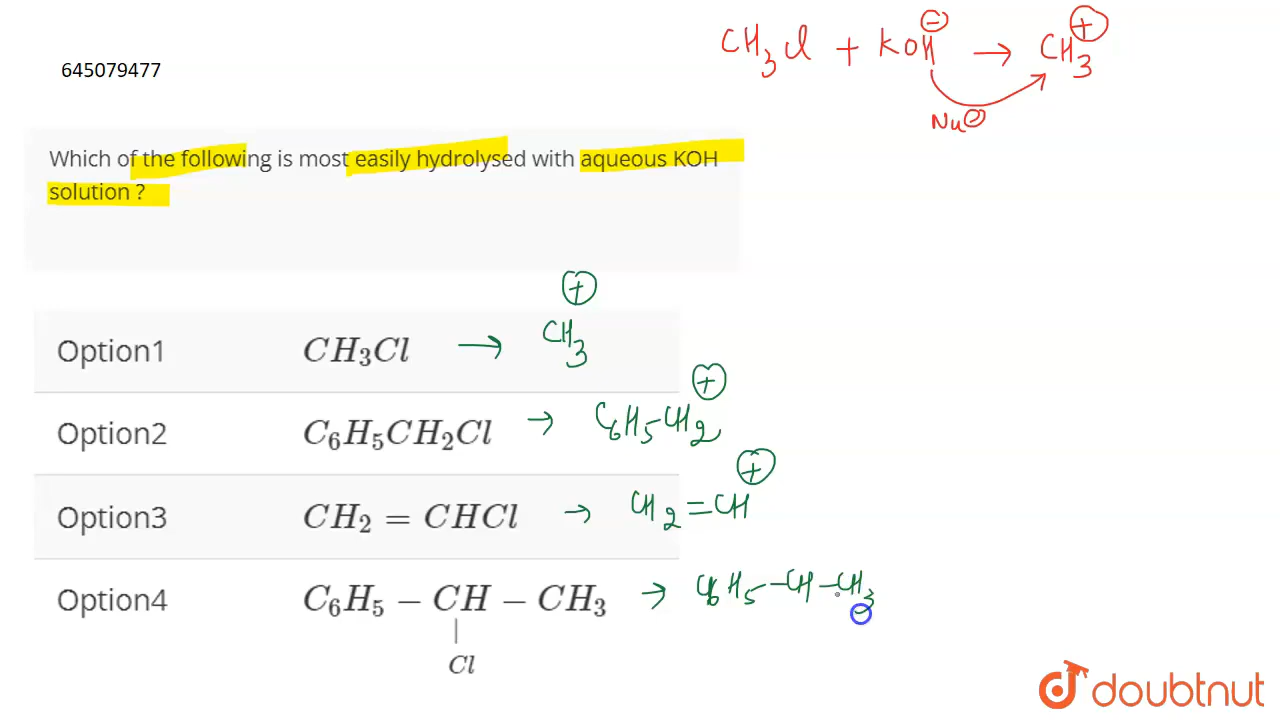 CH₃Cl + KOH⊖ → CH₃⊕
Nu⊖
645079477
Which of the following is most easily hydrolysed with aqueous KOH
solution ?
Option1 CH₃Cl → CH₃⊕
Option2 C₆H₅CH₂Cl → C₆H₅–CH₂⊕
Option3 CH₂ = CHCl → CH₂=CH⊕
Option4 C₆H₅ − CH − CH₃ → C₆H₅–CH–CH₃
|
Cl
doubtnut